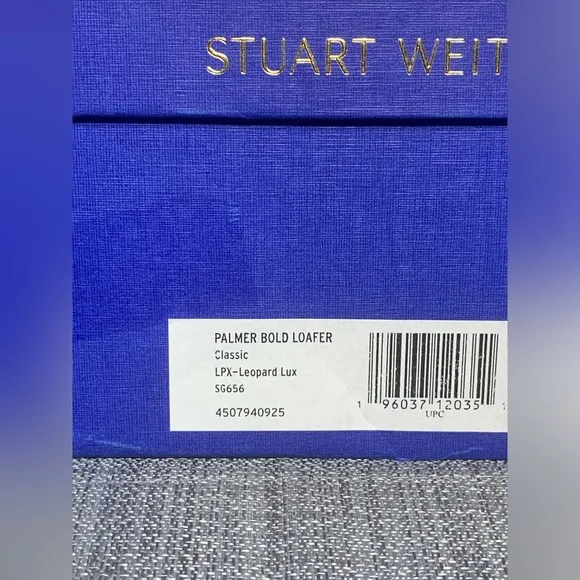 STUART WEIT
PALMER BOLD LOAFER
Classic
LPX-Leopard Lux
SG656
4507940925
1 96037 12035
UPC